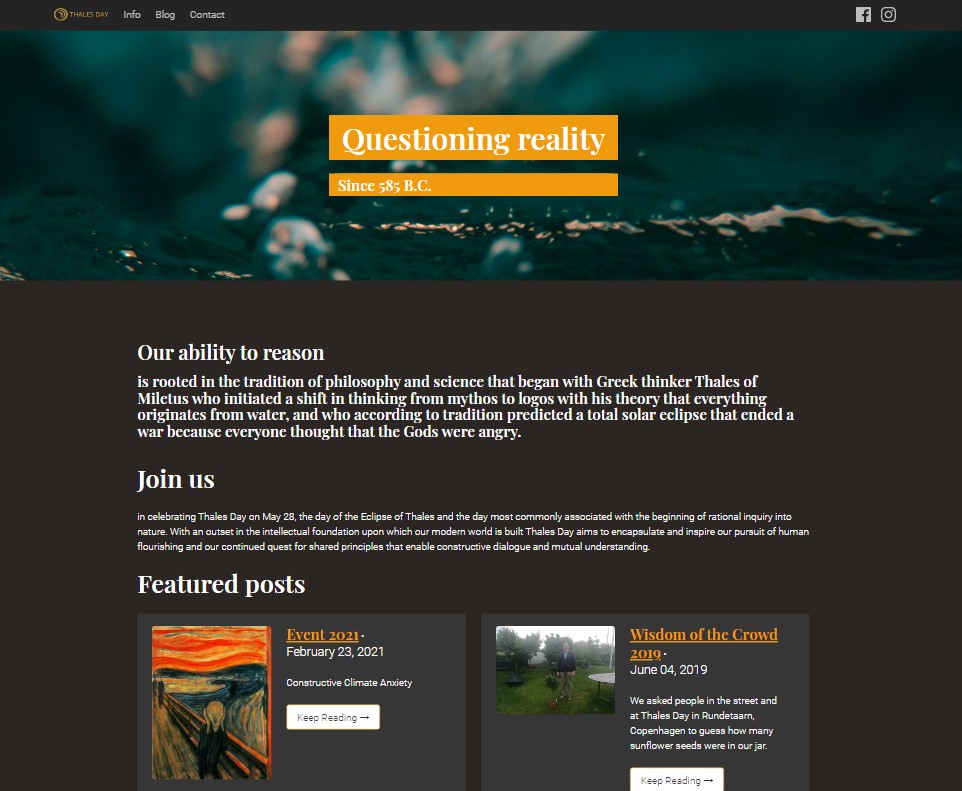 THALES DAY Info Blog Contact
Questioning reality
Since 585 B.C.
Our ability to reason
is rooted in the tradition of philosophy and science that began with Greek thinker Thales of
Miletus who initiated a shift in thinking from mythos to logos with his theory that everything
originates from water, and who according to tradition predicted a total solar eclipse that ended a
war because everyone thought that the Gods were angry.
Join us
in celebrating Thales Day on May 28, the day of the Eclipse of Thales and the day most commonly associated with the beginning of rational inquiry into
nature. With an outset in the intellectual foundation upon which our modern world is built Thales Day aims to encapsulate and inspire our pursuit of human
flourishing and our continued quest for shared principles that enable constructive dialogue and mutual understanding.
Featured posts
Event 2021 ·
February 23, 2021
Constructive Climate Anxiety
Keep Reading →
Wisdom of the Crowd
2019 ·
June 04, 2019
We asked people in the street and
at Thales Day in Rundetaarn,
Copenhagen to guess how many
sunflower seeds were in our jar.
Keep Reading →